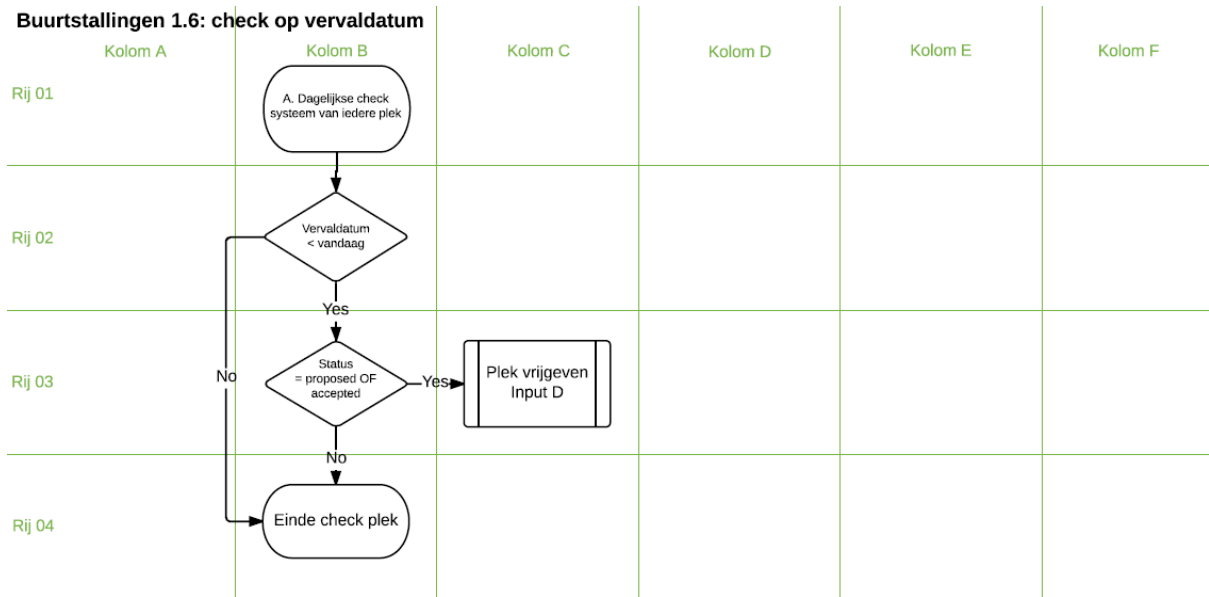 Buurtstallingen 1.6: check op vervaldatum
Kolom A
Kolom B
Kolom C
Kolom D
Kolom E
Kolom F
Rij 01
A. Dagelijkse check
systeem van iedere plek
Rij 02
Vervaldatum
< vandaag
Yes
No
Rij 03
Status
= proposed OF
accepted
Yes
Plek vrijgeven
Input D
No
Rij 04
Einde check plek